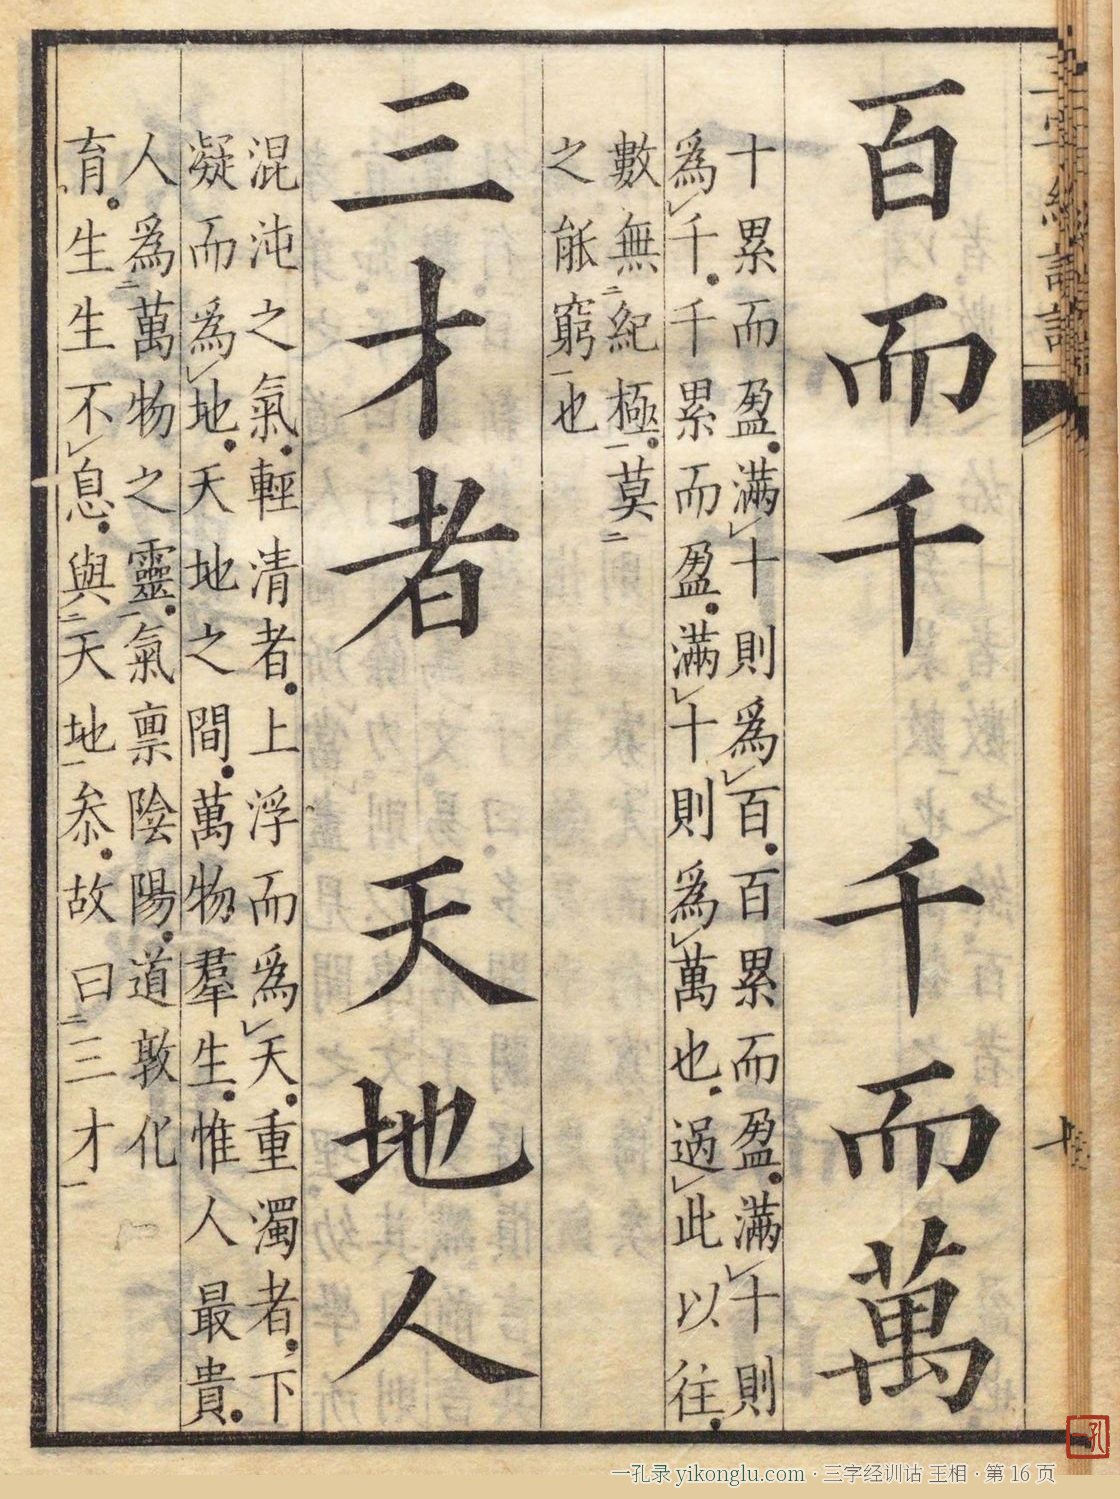 百而千 千而萬
十累而盈滿十則爲百百累而盈滿十則
爲千千累而盈滿十則爲萬也過此以往
數無紀極莫
之能窮也
三才者 天地人
混沌之氣輕清者上浮而爲天重濁者下
凝而爲地天地之間萬物羣生惟人最貴
人爲萬物之靈氣禀陰陽道敦化
育生生不息與天地叅故曰三才
一孔录 yikonglu.com · 三字经训诂 王相 · 第 16 页